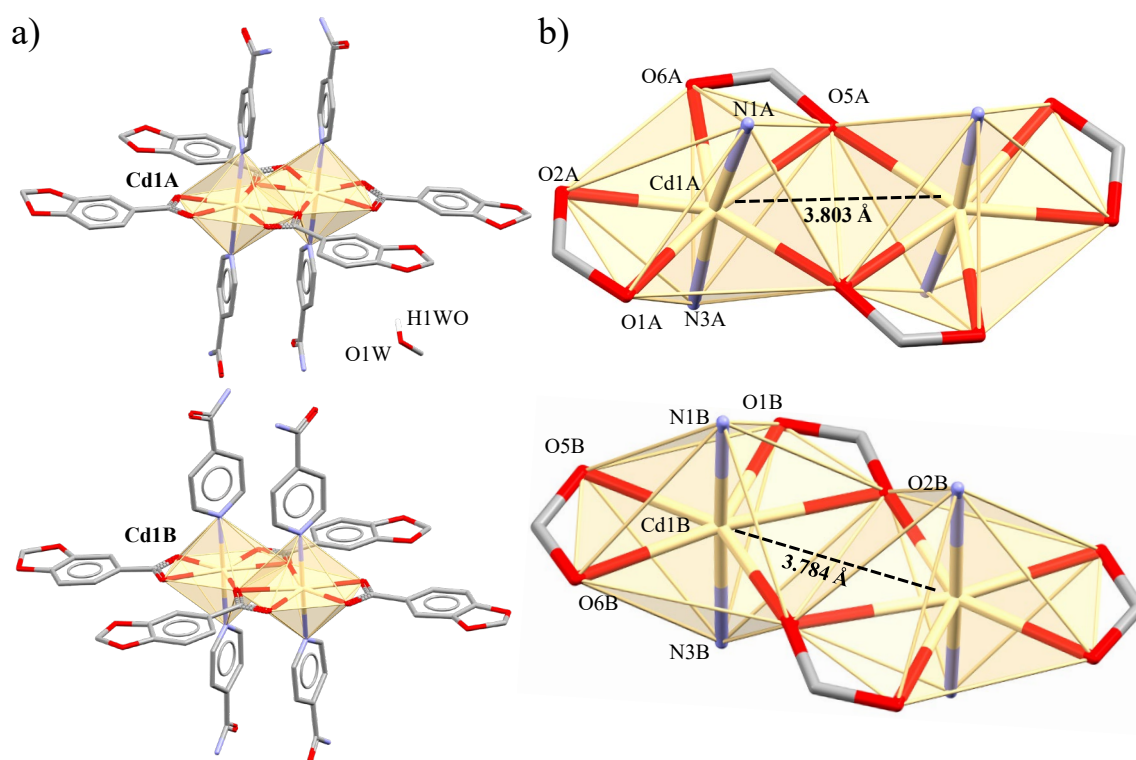 a)
Cd1A
H1WO
O1W
Cd1B
b)
O6A
O5A
N1A
O2A
Cd1A
3.803 Å
O1A
N3A
N1B
O1B
O5B
O2B
Cd1B
3.784 Å
O6B
N3B